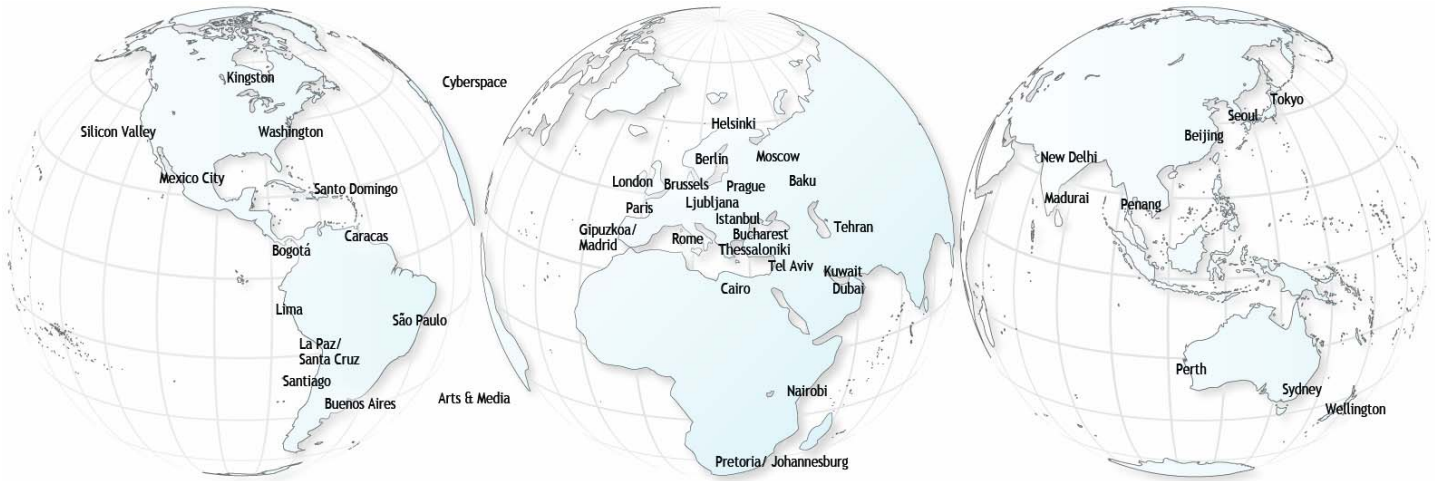 Kingston
Silicon Valley
Washington
Mexico City
Santo Domingo
Caracas
Bogotá
Lima
São Paulo
La Paz/
Santa Cruz
Santiago
Buenos Aires
Cyberspace
Arts & Media
Helsinki
Berlin
Moscow
London
Brussels
Prague
Baku
Ljubljana
Paris
Istanbul
Gipuzkoa/
Madrid
Rome
Bucharest
Thessaloniki
Tehran
Tel Aviv
Kuwait
Cairo
Dubai
Nairobi
Pretoria/ Johannesburg
Tokyo
Seoul
Beijing
New Delhi
Madurai
Penang
Perth
Sydney
Wellington